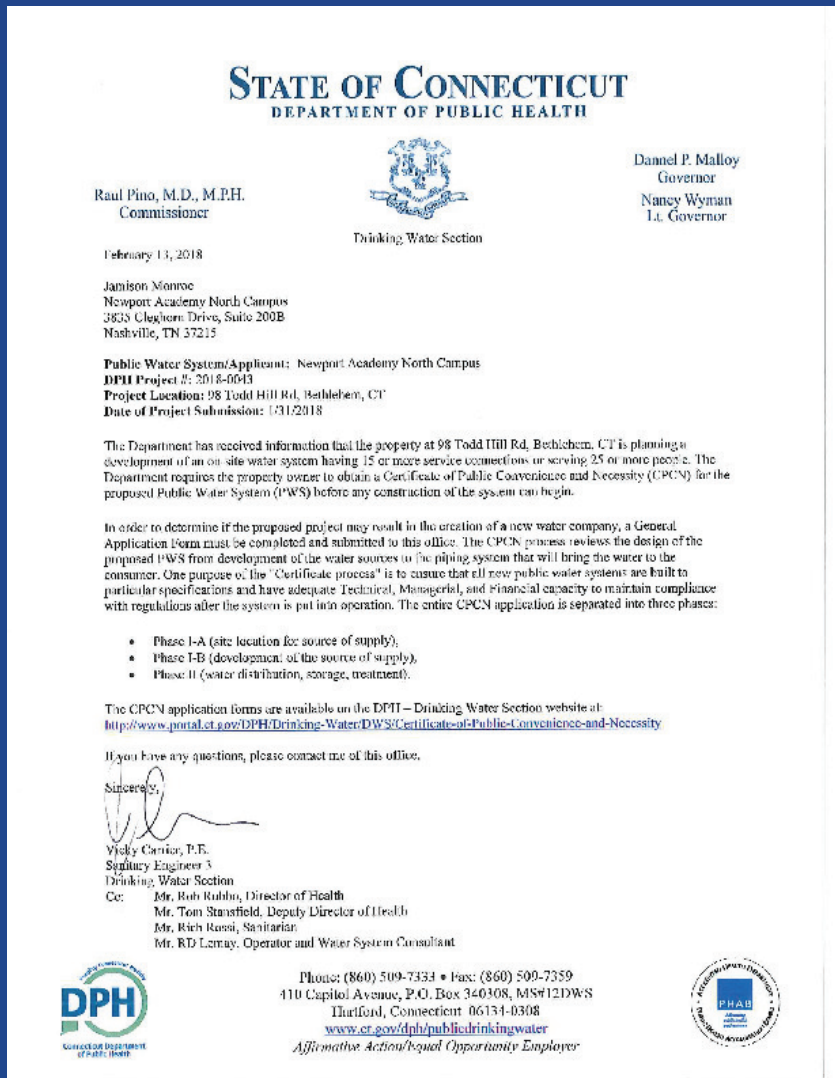 STATE OF CONNECTICUT
DEPARTMENT OF PUBLIC HEALTH
Raul Pino, M.D., M.P.H.
Commissioner
Dannel P. Malloy
Governor
Nancy Wyman
Lt. Governor
Drinking Water Section
February 13, 2018
Jamison Monroe
Newport Academy North Campus
3835 Cleghorn Drive, Suite 200B
Nashville, TN 37215
Public Water System/Applicant: Newport Academy North Campus
DPH Project #: 2018-0043
Project Location: 98 Todd Hill Rd, Bethlehem, CT
Date of Project Submission: 1/31/2018
The Department has received information that the property at 98 Todd Hill Rd, Bethlehem, CT is planning a
development of an on-site water system having 15 or more service connections or serving 25 or more people. The
Department requires the property owner to obtain a Certificate of Public Convenience and Necessity (CPCN) for the
proposed Public Water System (PWS) before any construction of the system can begin.
In order to determine if the proposed project may result in the creation of a new water company, a General
Application Form must be completed and submitted to this office. The CPCN process reviews the design of the
proposed PWS from development of the water sources to the piping system that will bring the water to the
consumer. One purpose of the "Certificate process" is to ensure that all new public water systems are built to
particular specifications and have adequate Technical, Managerial, and Financial capacity to maintain compliance
with regulations after the system is put into operation. The entire CPCN application is separated into three phases:
• Phase I-A (site location for source of supply),
• Phase I-B (development of the source of supply),
• Phase II (water distribution, storage, treatment).
The CPCN application forms are available on the DPH – Drinking Water Section website at:
http://www.portal.ct.gov/DPH/Drinking-Water/DWS/Certificate-of-Public-Convenience-and-Necessity
If you have any questions, please contact me of this office.
Sincerely,
Vicky Carrier, P.E.
Sanitary Engineer 3
Drinking Water Section
Cc: Mr. Rob Rubbo, Director of Health
Mr. Tom Stansfield, Deputy Director of Health
Mr. Rich Rossi, Sanitarian
Mr. RD Lemay, Operator and Water System Consultant
DPH
Connecticut Department
of Public Health
Phone: (860) 509-7333 • Fax: (860) 509-7359
410 Capitol Avenue, P.O. Box 340308, MS#12DWS
Hartford, Connecticut 06134-0308
www.ct.gov/dph/publicdrinkingwater
Affirmative Action/Equal Opportunity Employer
PHAB